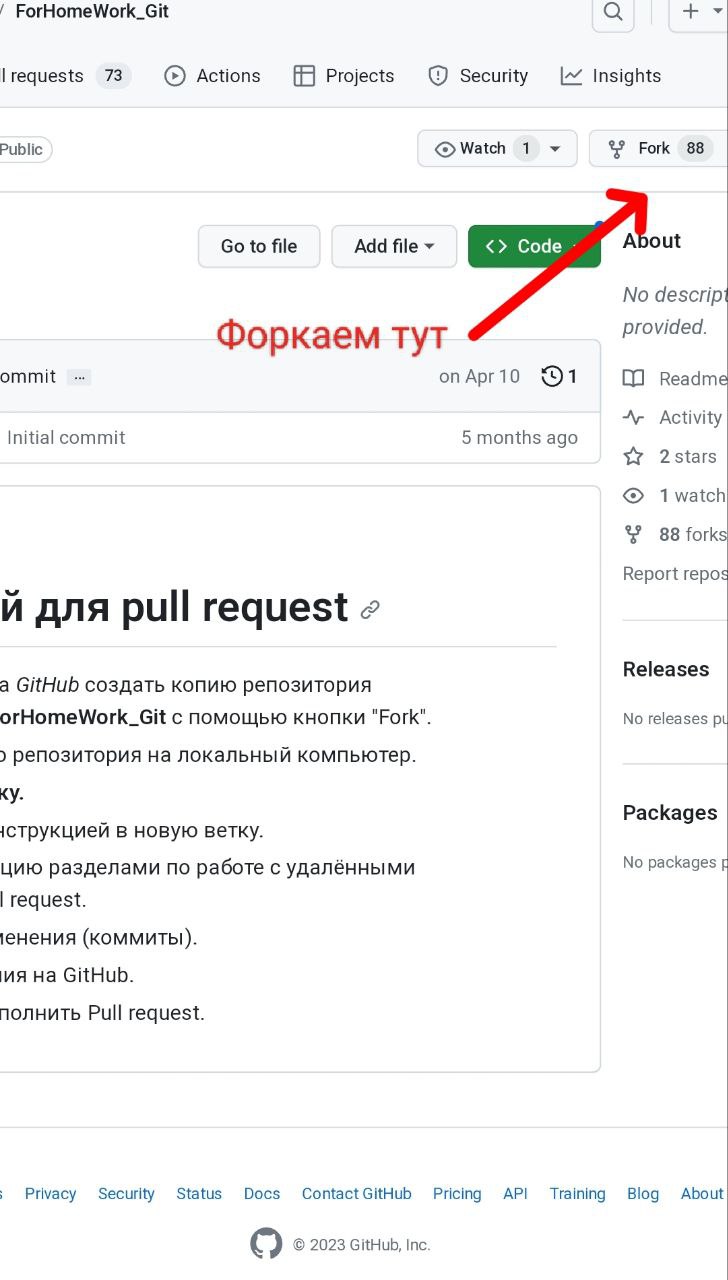 / ForHomeWork_Git
ll requests 73 Actions Projects Security Insights
Public
Watch 1 Fork 88
Go to file Add file Code
About
No descript
provided.
Форкаем тут
ommit ... on Apr 10 1
Initial commit 5 months ago
Readme
Activity
2 stars
1 watch
88 forks
Report repos
й для pull request
а GitHub создать копию репозитория
orHomeWork_Git с помощью кнопки "Fork".
о репозитория на локальный компьютер.
ку.
нструкцией в новую ветку.
цию разделами по работе с удалёнными
ll request.
менения (коммиты).
ния на GitHub.
полнить Pull request.
Releases
No releases pu
Packages
No packages p
s Privacy Security Status Docs Contact GitHub Pricing API Training Blog About
© 2023 GitHub, Inc.